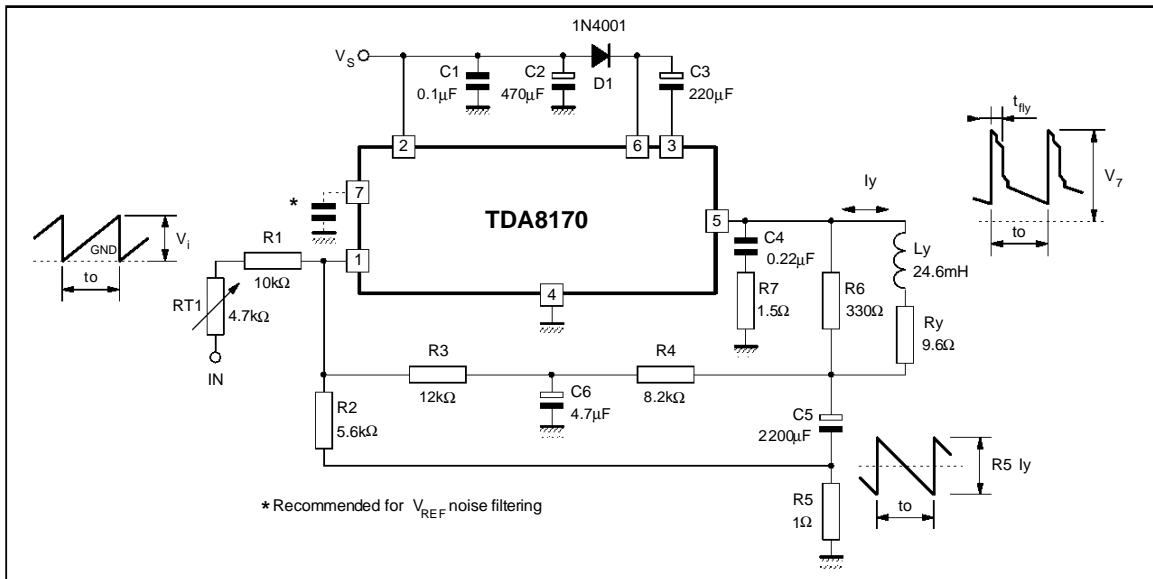 1N4001
VS
C1
0.1µF
C2
470µF
D1
C3
220µF
tfly
V7
to
2
6
3
7
*
TDA8170
5
Iy
Vi
GND
to
R1
10kΩ
1
4
C4
0.22µF
R7
1.5Ω
R6
330Ω
Ly
24.6mH
Ry
9.6Ω
RT1
4.7kΩ
IN
R3
12kΩ
R4
8.2kΩ
C6
4.7µF
R2
5.6kΩ
C5
2200µF
R5 Iy
to
R5
1Ω
* Recommended for VREF noise filtering